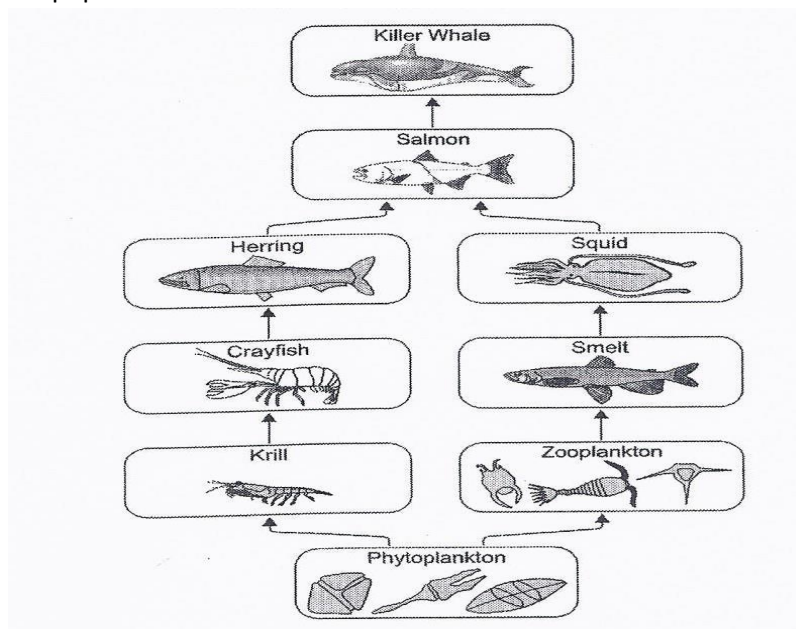 Killer Whale
Salmon
Herring
Squid
Crayfish
Smelt
Krill
Zooplankton
Phytoplankton